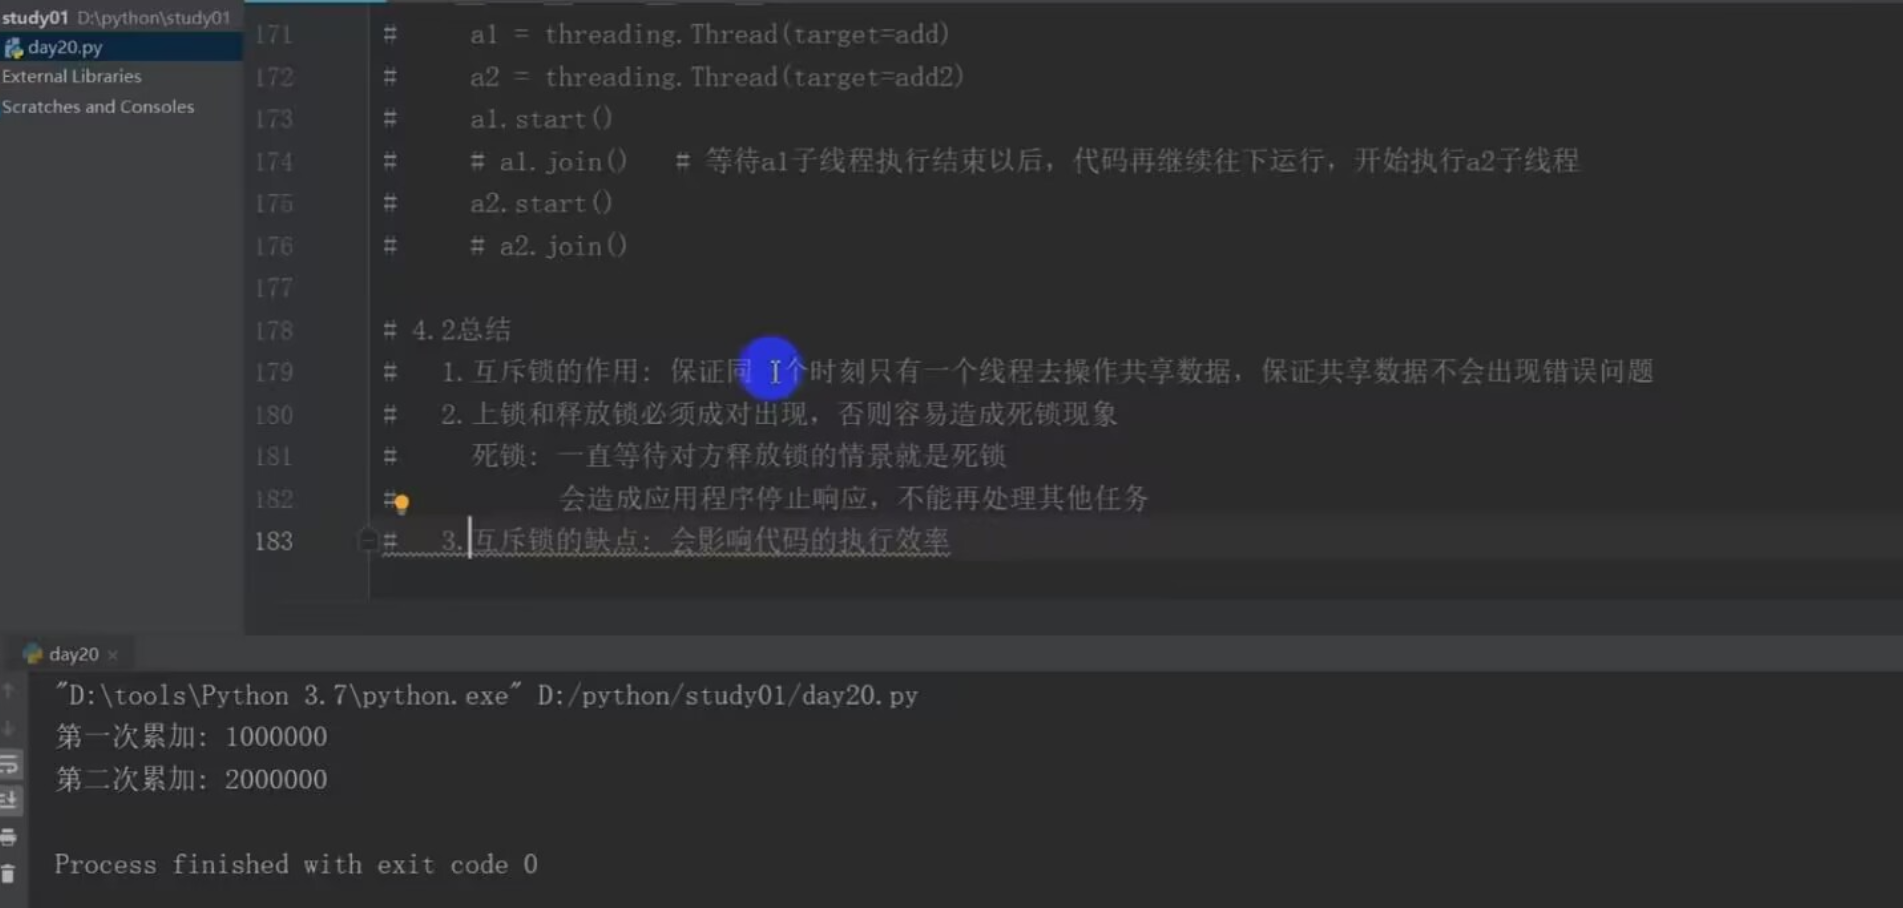 study01 D:\python\study01
day20.py
External Libraries
Scratches and Consoles
171 # a1 = threading.Thread(target=add)
172 # a2 = threading.Thread(target=add2)
173 # a1.start()
174 # # a1.join() # 等待a1子线程执行结束以后，代码再继续往下运行，开始执行a2子线程
175 # a2.start()
176 # # a2.join()
177
178 # 4.2总结
179 # 1.互斥锁的作用: 保证同 个时刻只有一个线程去操作共享数据，保证共享数据不会出现错误问题
180 # 2.上锁和释放锁必须成对出现，否则容易造成死锁现象
181 # 死锁: 一直等待对方释放锁的情景就是死锁
182 # 会造成应用程序停止响应，不能再处理其他任务
183 # 3.互斥锁的缺点: 会影响代码的执行效率
day20
"D:\tools\Python 3.7\python.exe" D:/python/study01/day20.py
第一次累加: 1000000
第二次累加: 2000000
Process finished with exit code 0